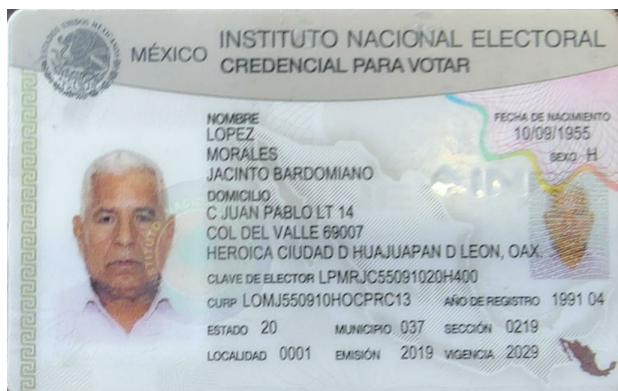 MÉXICO INSTITUTO NACIONAL ELECTORAL
CREDENCIAL PARA VOTAR
NOMBRE
LOPEZ
MORALES
JACINTO BARDOMIANO
FECHA DE NACIMIENTO
10/09/1955
SEXO H
DOMICILIO
C JUAN PABLO LT 14
COL DEL VALLE 69007
HEROICA CIUDAD D HUAJUAPAN D LEON, OAX.
CLAVE DE ELECTOR LPMRJC55091020H400
CURP LOMJ550910HOCPRC13 AÑO DE REGISTRO 1991 04
ESTADO 20 MUNICIPIO 037 SECCIÓN 0219
LOCALIDAD 0001 EMISIÓN 2019 VIGENCIA 2029